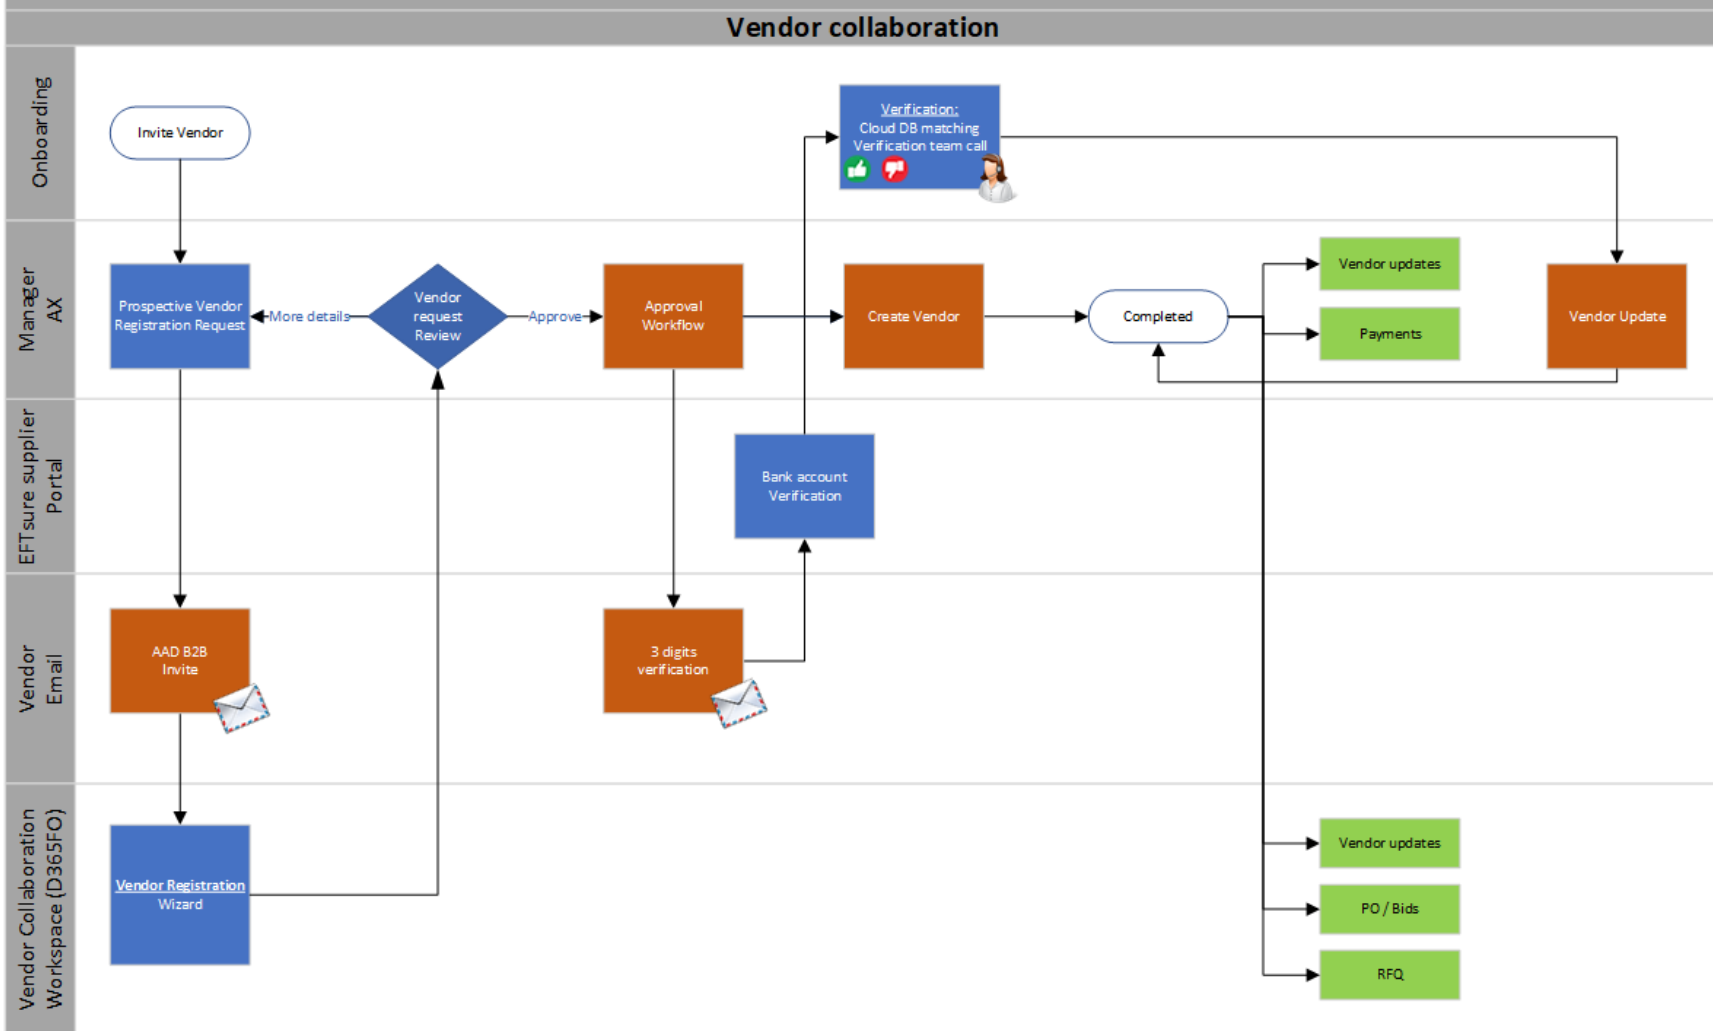 Vendor collaboration
Onboarding
Invite Vendor
Verification:
Cloud DB matching
Verification team call
Manager
AX
Prospective Vendor
Registration Request
More details
Vendor
request
Review
Approve
Approval
Workflow
Create Vendor
Completed
Vendor updates
Payments
Vendor Update
EFTsure supplier
Portal
Bank account
Verification
Vendor
Email
AAD B2B
Invite
3 digits
verification
Vendor Collaboration
Workspace (D365FO)
Vendor Registration
Wizard
Vendor updates
PO / Bids
RFQ